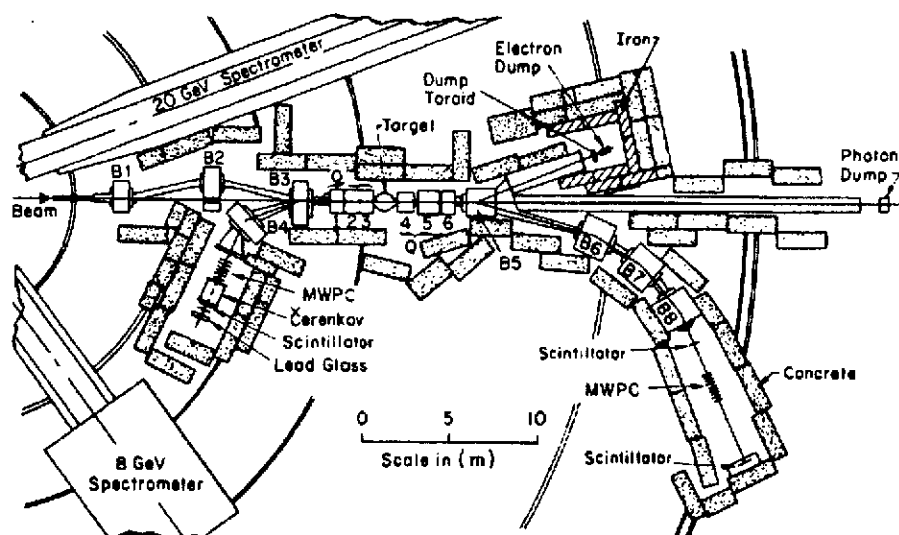 20 GeV Spectrometer
Electron
Dump
Iron
Dump
Toroid
Target
Photon
Dump
B1
B2
B3
Q
Beam
B4
1 2 3
4 5 6
Q
B5
B6
B7
B8
MWPC
Čerenkov
Scintillator
Lead Glass
Scintillator
MWPC
Concrete
Scintillator
0 5 10
Scale in (m)
8 GeV
Spectrometer